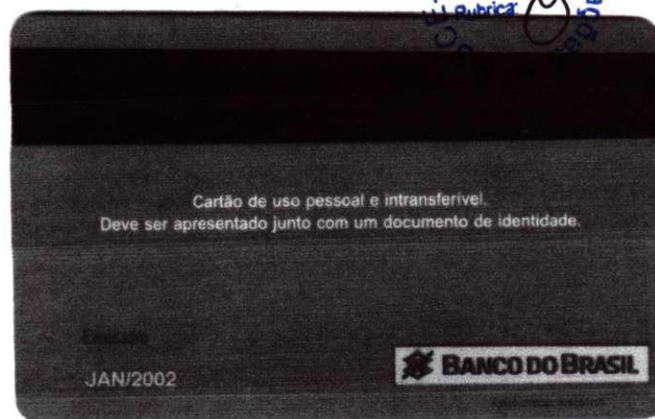 Rubrica:
Cartão de uso pessoal e intransferível.
Deve ser apresentado junto com um documento de identidade.
JAN/2002
BANCO DO BRASIL